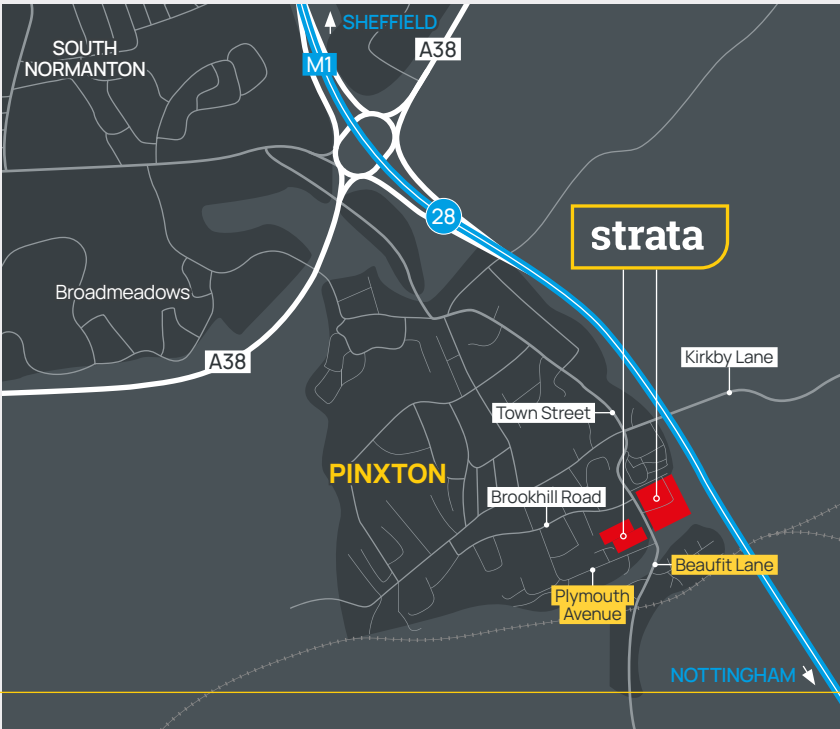 SHEFFIELD
SOUTH
NORMANTON
A38
M1
28
strata
Broadmeadows
A38
Kirkby Lane
Town Street
PINXTON
Brookhill Road
Beaufit Lane
Plymouth
Avenue
NOTTINGHAM